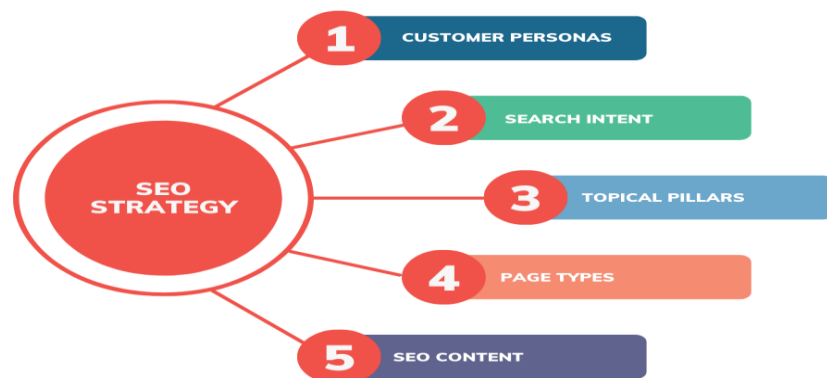 1 CUSTOMER PERSONAS
2 SEARCH INTENT
SEO
STRATEGY
3 TOPICAL PILLARS
4 PAGE TYPES
5 SEO CONTENT